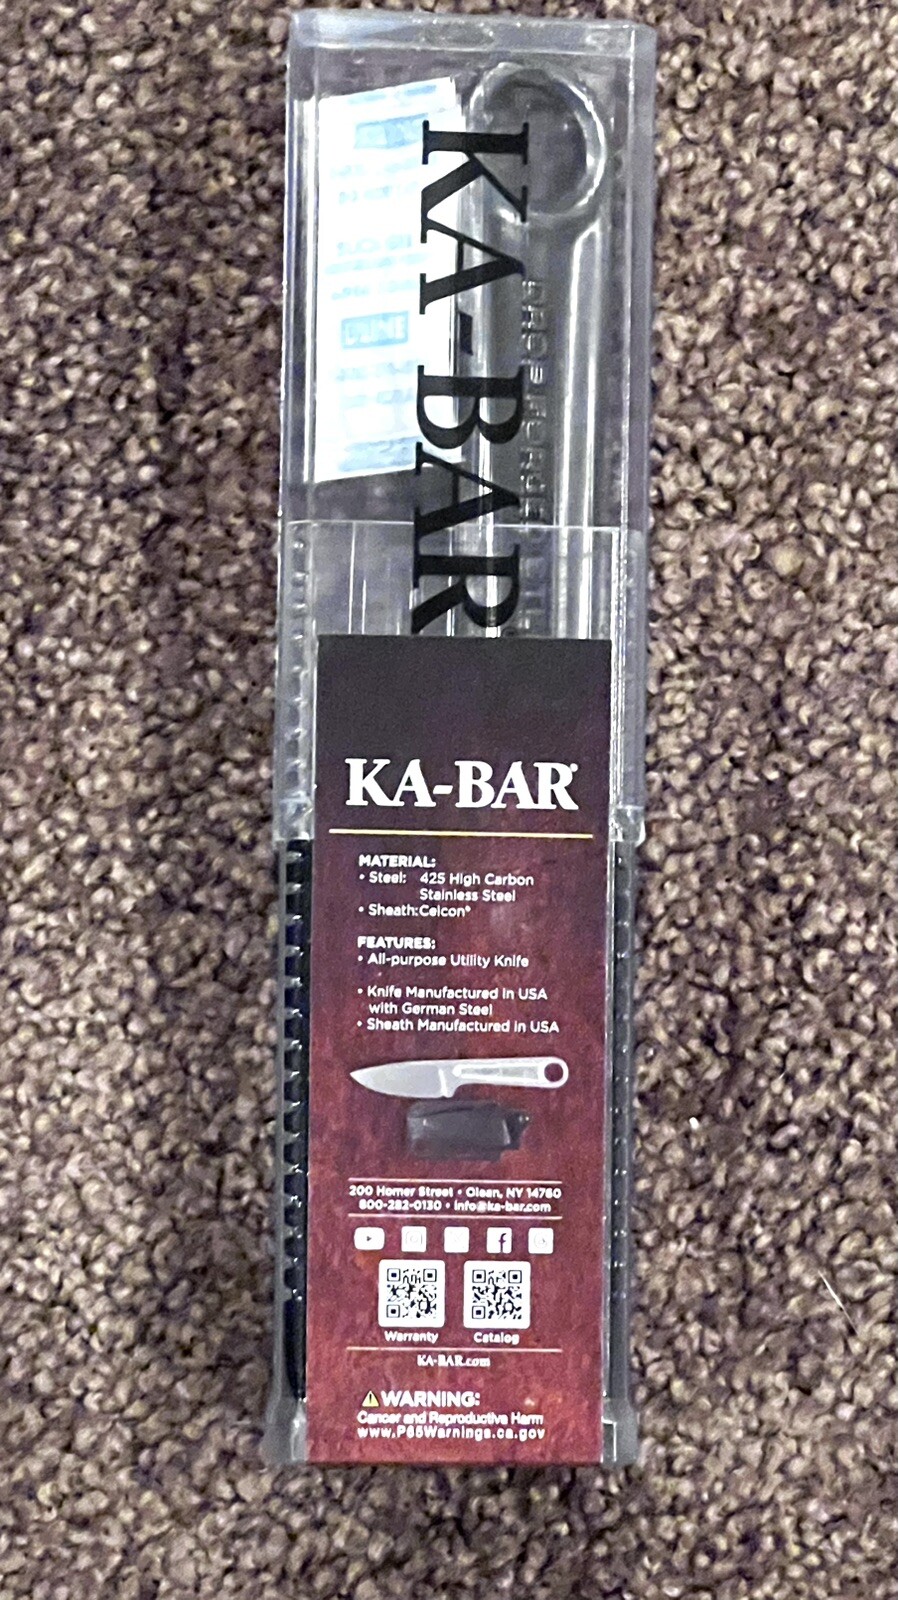 KA-BAR
KA-BAR®
MATERIAL:
• Steel: 425 High Carbon
Stainless Steel
• Sheath: Celcon®
FEATURES:
• All-purpose Utility Knife
• Knife Manufactured in USA
with German Steel
• Sheath Manufactured in USA
200 Homer Street • Olean, NY 14760
800-282-0130 • info@ka-bar.com
Warranty Catalog
KA-BAR.com
WARNING:
Cancer and Reproductive Harm
www.P65Warnings.ca.gov